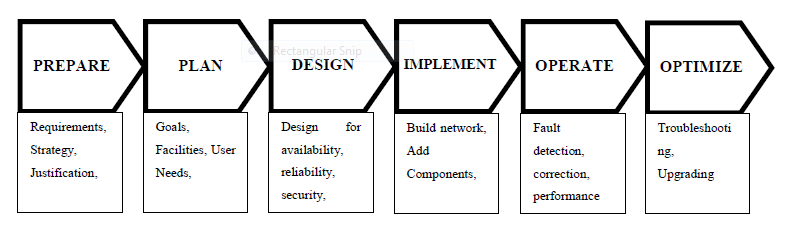 Rectangular Snip
PREPARE
PLAN
DESIGN
IMPLEMENT
OPERATE
OPTIMIZE
Requirements,
Strategy,
Justification,
Goals,
Facilities, User
Needs,
Design for
availability,
reliability,
security,
Build network,
Add
Components,
Fault
detection,
correction,
performance
Troubleshooti
ng,
Upgrading